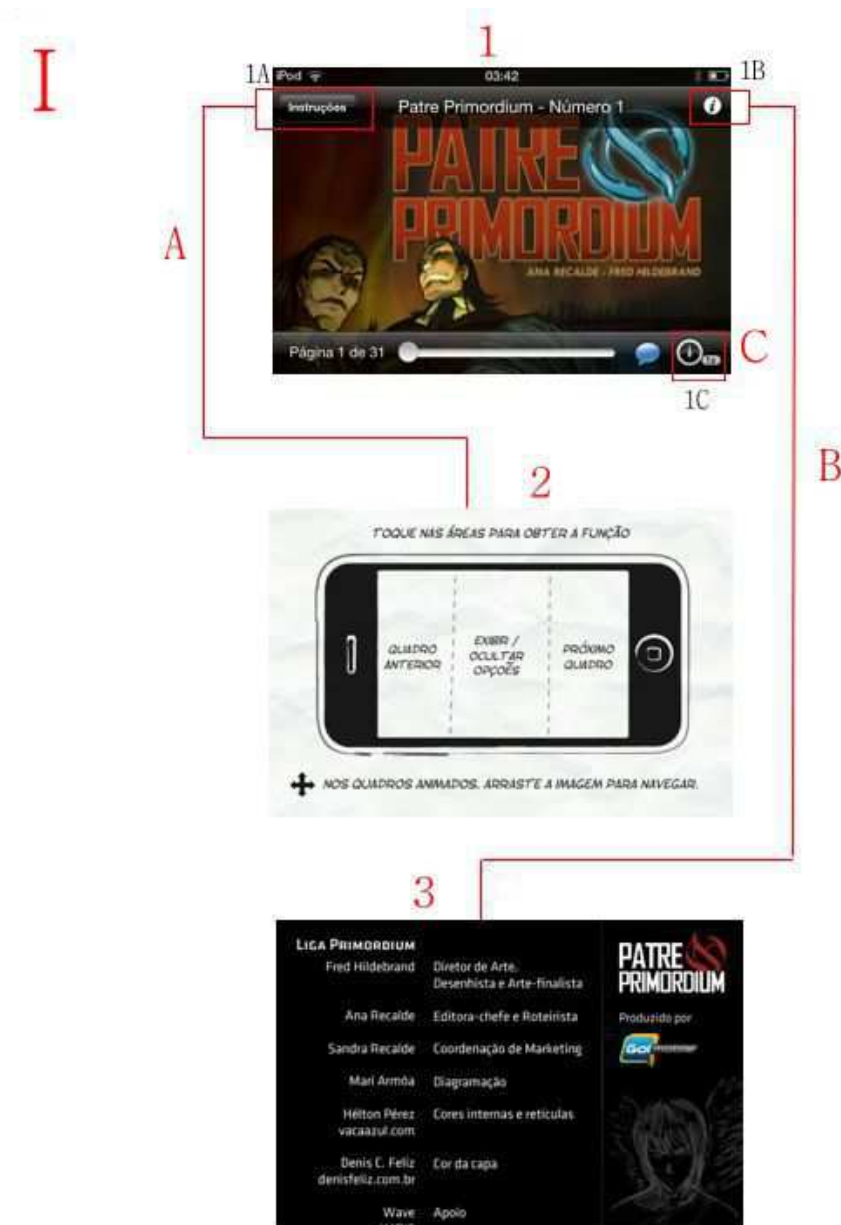 I
1
1A
iPod
03:42
1B
Instruções
Patre Primordium - Número 1
PATRE
PRIMORDIUM
ANA RECALDE - FRED HILDEBRAND
A
Página 1 de 31
C
1C
B
2
TOQUE NAS ÁREAS PARA OBTER A FUNÇÃO
QUADRO
ANTERIOR
EXIBIR /
OCULTAR
OPÇOẼS
PRÓXIMO
QUADRO
NOS QUADROS ANIMADOS, ARRASTE A IMAGEM PARA NAVEGAR.
3
LIGA PRIMORDIUM
Fred Hildebrand Diretor de Arte,
Desenhista e Arte-finalista
Ana Recalde Editora-chefe e Roteirista
Sandra Recalde Coordenação de Marketing
Mari Armôa Diagramação
Hélton Pérez Cores internas e retículas
vacaazul.com
Denis C. Feliz Cor da capa
denisfeliz.com.br
Wave Apoio
PATRE
PRIMORDIUM
Produzido por
Go!